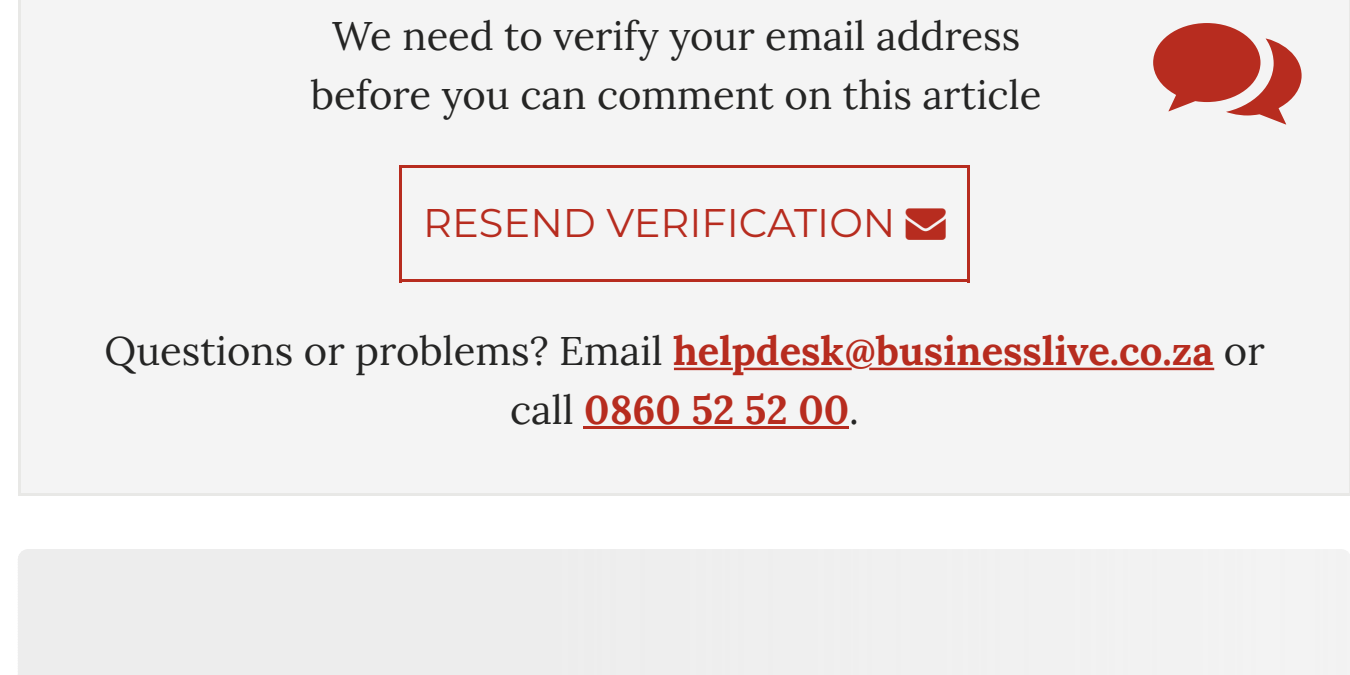 We need to verify your email address
before you can comment on this article
RESEND VERIFICATION
Questions or problems? Email helpdesk@businesslive.co.za or
call 0860 52 52 00.